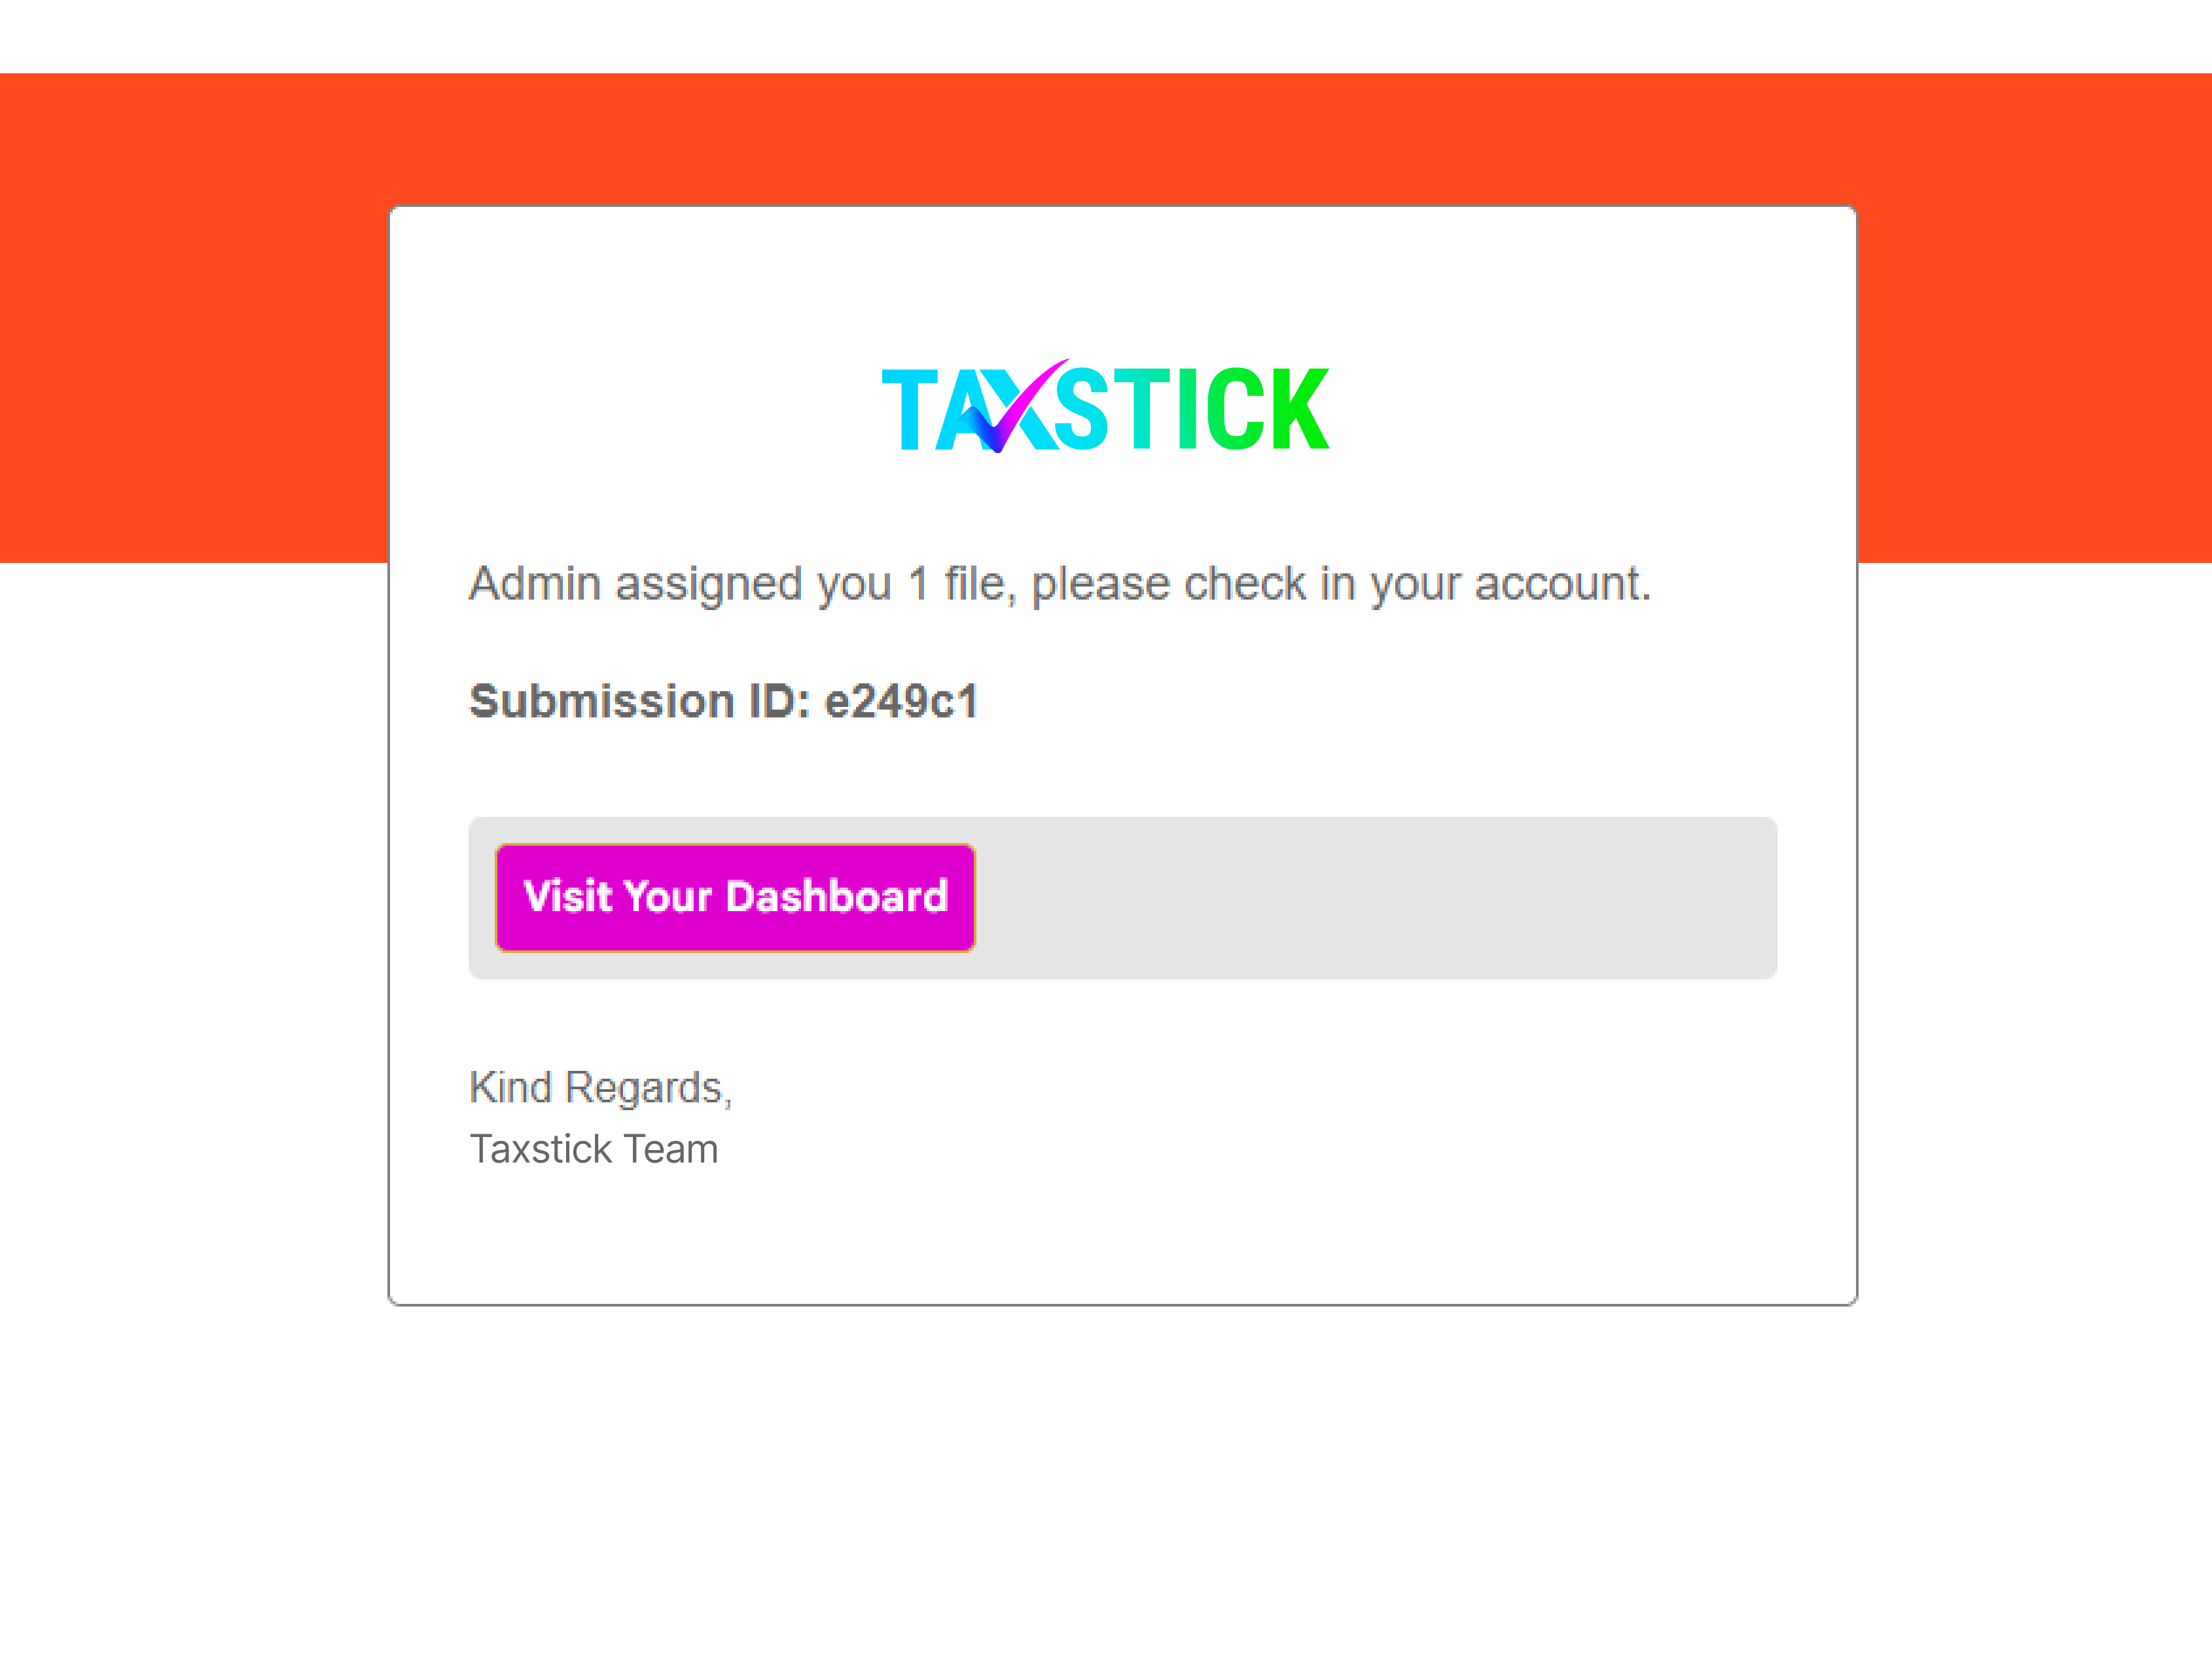 TAXSTICK
Admin assigned you 1 file, please check in your account.
Submission ID: e249c1
Visit Your Dashboard
Kind Regards,
Taxstick Team